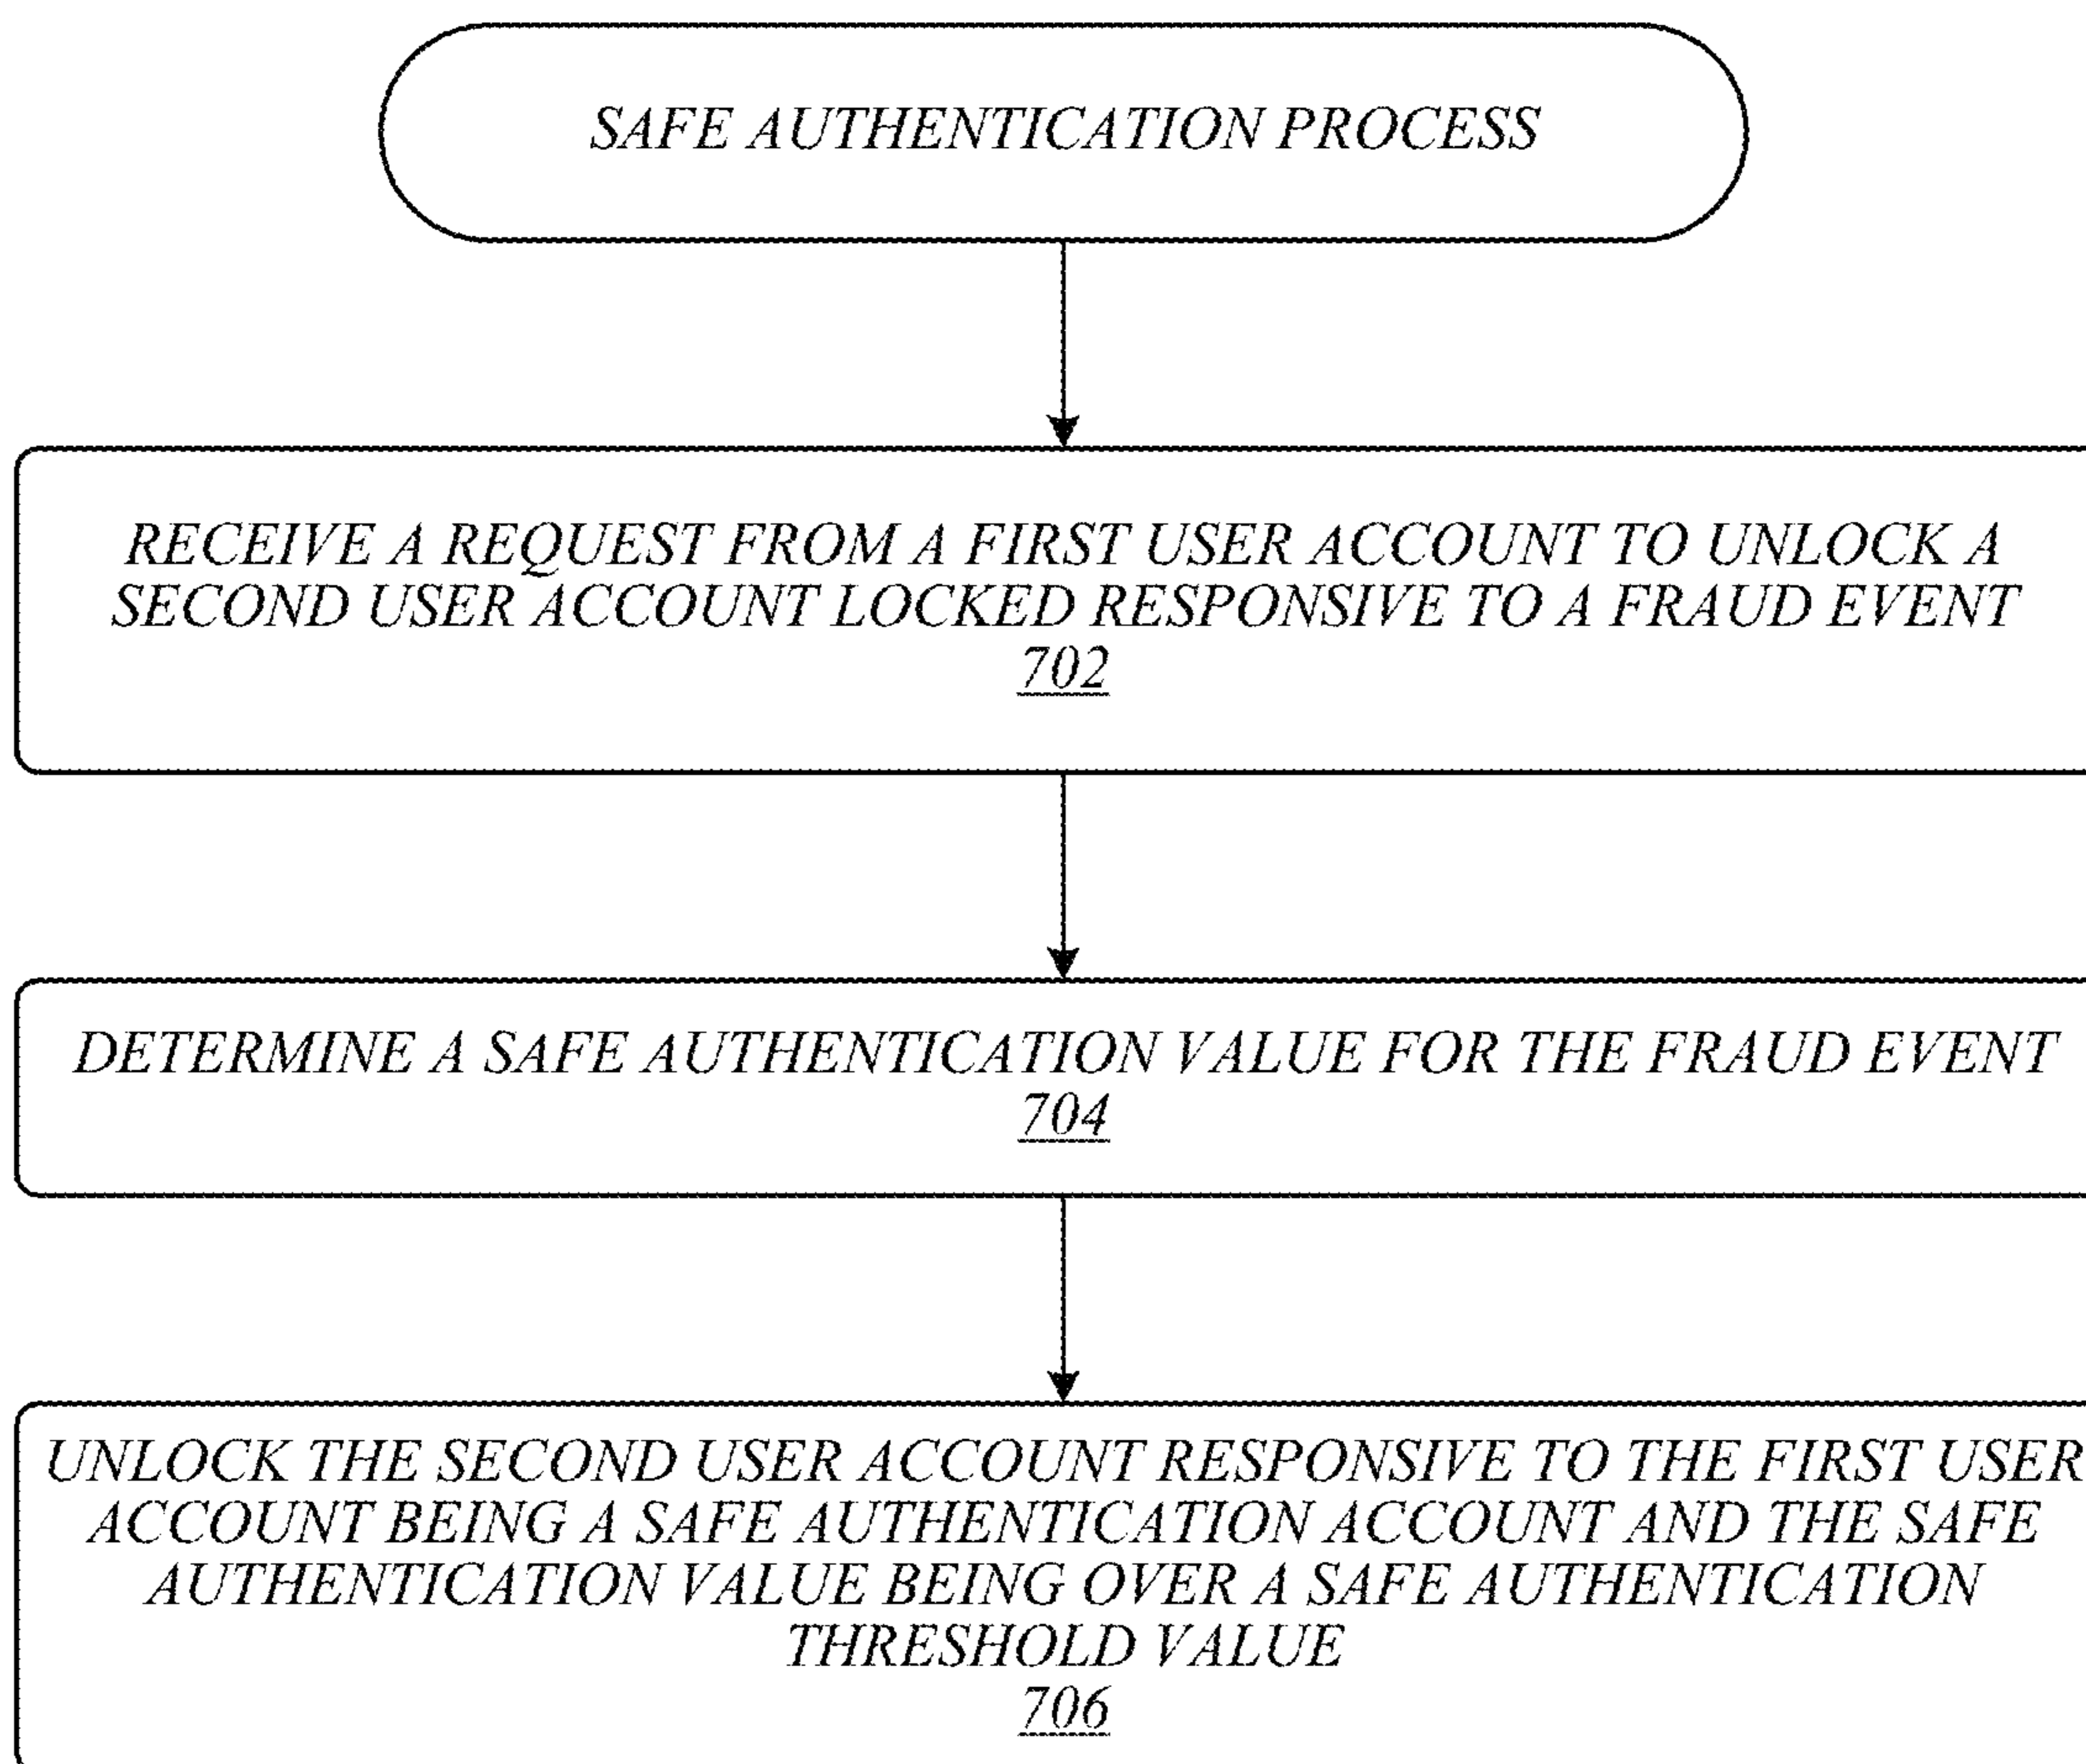 SAFE AUTHENTICATION PROCESS
RECEIVE A REQUEST FROM A FIRST USER ACCOUNT TO UNLOCK A
SECOND USER ACCOUNT LOCKED RESPONSIVE TO A FRAUD EVENT
702
DETERMINE A SAFE AUTHENTICATION VALUE FOR THE FRAUD EVENT
704
UNLOCK THE SECOND USER ACCOUNT RESPONSIVE TO THE FIRST USER
ACCOUNT BEING A SAFE AUTHENTICATION ACCOUNT AND THE SAFE
AUTHENTICATION VALUE BEING OVER A SAFE AUTHENTICATION
THRESHOLD VALUE
706